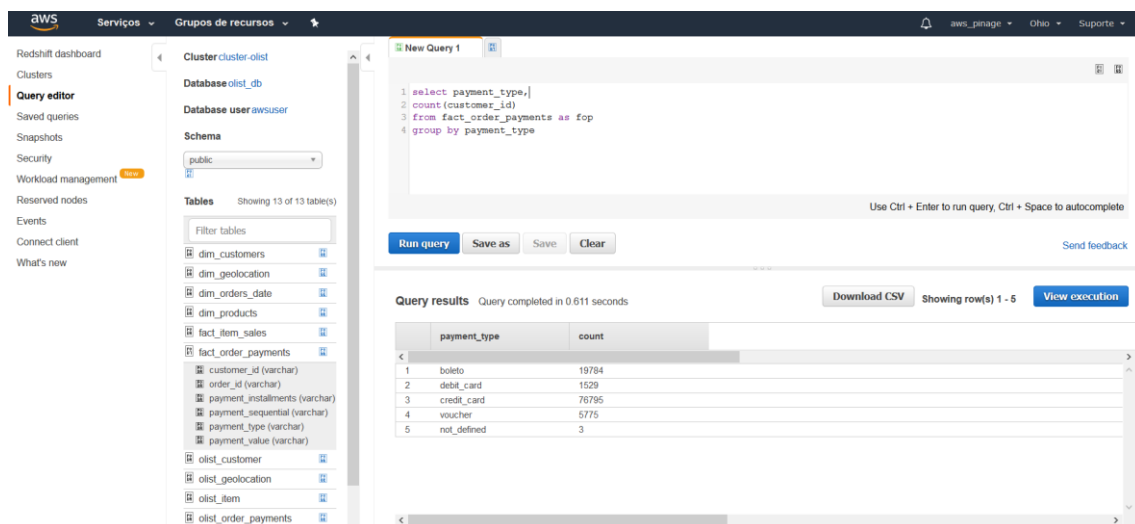 aws Serviços Grupos de recursos aws_pinage Ohio Suporte
Redshift dashboard
Clusters
Query editor
Saved queries
Snapshots
Security
Workload management New
Reserved nodes
Events
Connect client
What's new
Cluster cluster-olist
Database olist_db
Database user awsuser
Schema
public
Tables Showing 13 of 13 table(s)
Filter tables
dim_customers
dim_geolocation
dim_orders_date
dim_products
fact_item_sales
fact_order_payments
customer_id (varchar)
order_id (varchar)
payment_installments (varchar)
payment_sequential (varchar)
payment_type (varchar)
payment_value (varchar)
olist_customer
olist_geolocation
olist_item
olist_order_payments
New Query 1
1 select payment_type,
2 count(customer_id)
3 from fact_order_payments as fop
4 group by payment_type
Use Ctrl + Enter to run query, Ctrl + Space to autocomplete
Run query Save as Save Clear Send feedback
Query results Query completed in 0.611 seconds Download CSV Showing row(s) 1 - 5 View execution
payment_type count
1 boleto 19784
2 debit_card 1529
3 credit_card 76795
4 voucher 5775
5 not_defined 3